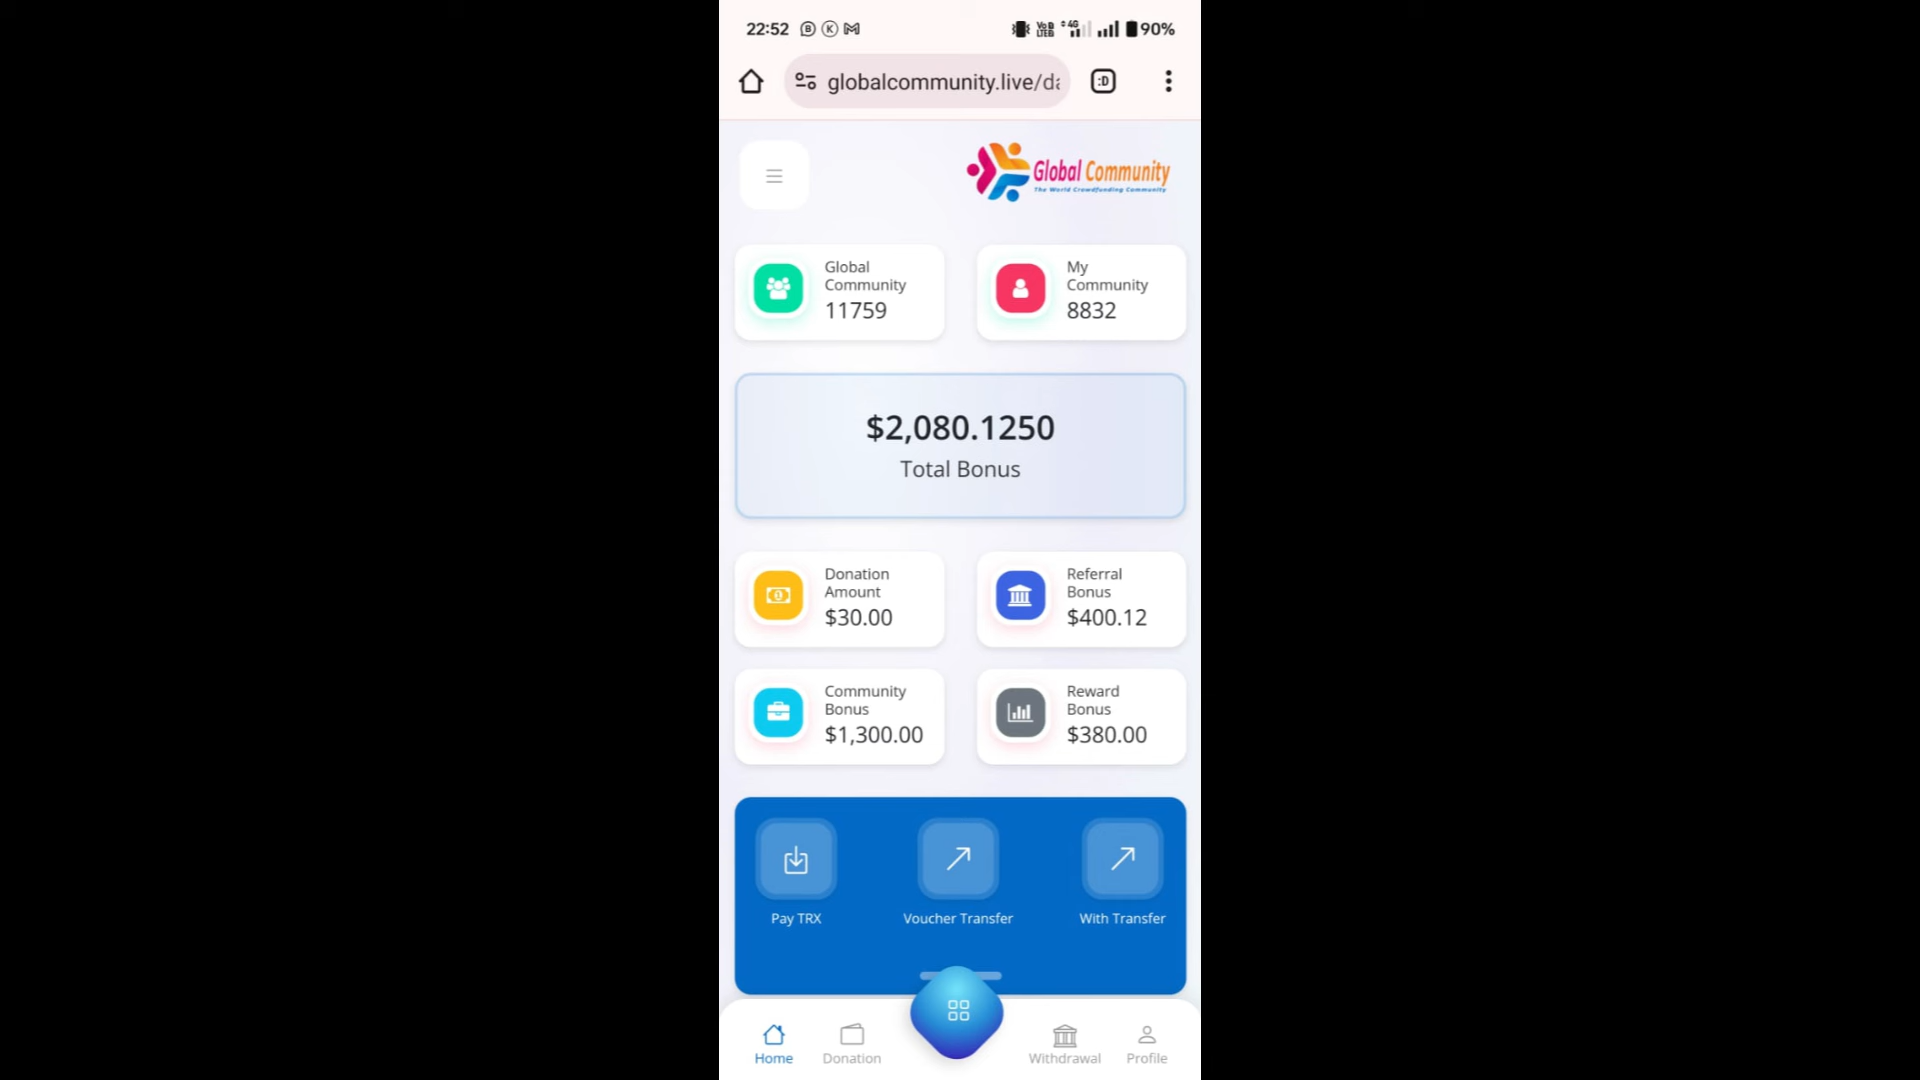 22:52
90%
globalcommunity.live/da
:D
Global Community
The World Crowdfunding Community
Global
Community
11759
My
Community
8832
$2,080.1250
Total Bonus
Donation
Amount
$30.00
Referral
Bonus
$400.12
Community
Bonus
$1,300.00
Reward
Bonus
$380.00
Pay TRX
Voucher Transfer
With Transfer
Home
Donation
Withdrawal
Profile